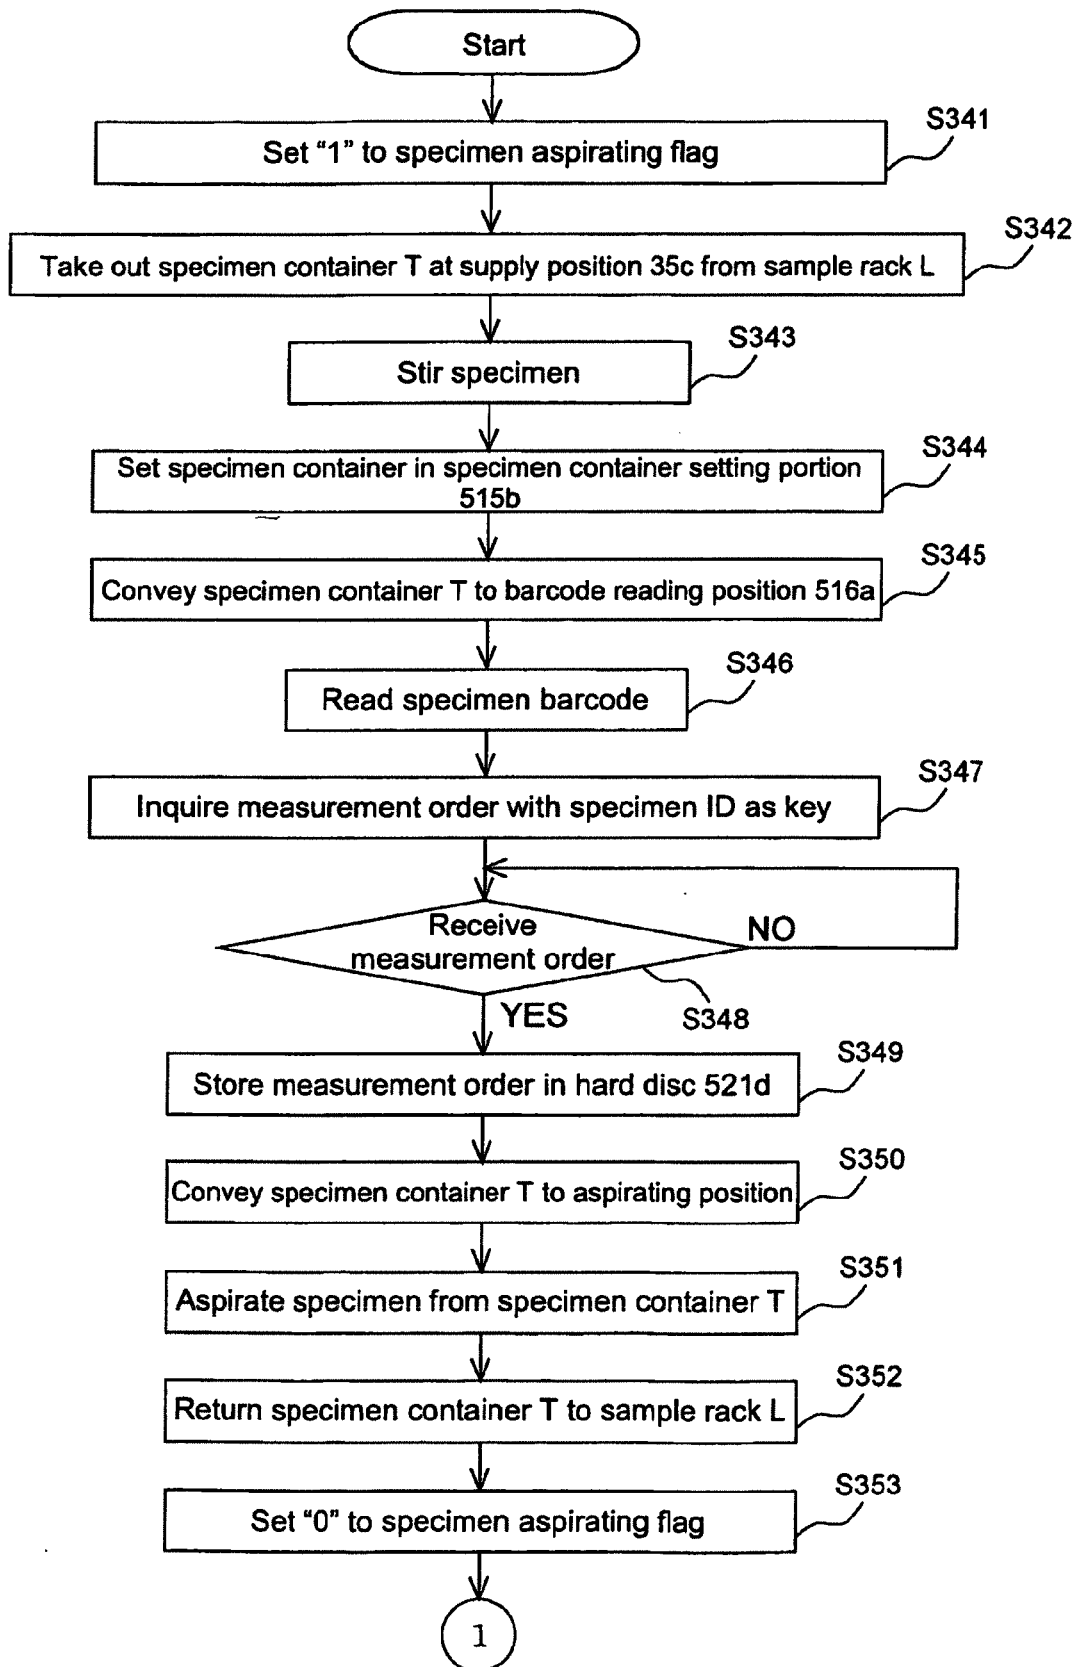 Start
S341
Set “1” to specimen aspirating flag
S342
Take out specimen container T at supply position 35c from sample rack L
S343
Stir specimen
S344
Set specimen container in specimen container setting portion
515b
S345
Convey specimen container T to barcode reading position 516a
S346
Read specimen barcode
S347
Inquire measurement order with specimen ID as key
Receive
measurement order
NO
S348
YES
S349
Store measurement order in hard disc 521d
S350
Convey specimen container T to aspirating position
S351
Aspirate specimen from specimen container T
S352
Return specimen container T to sample rack L
S353
Set “0” to specimen aspirating flag
1